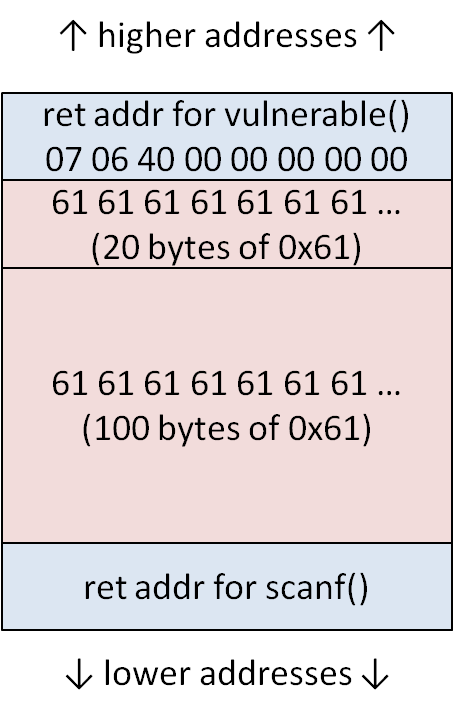 ↑ higher addresses ↑
ret addr for vulnerable()
07 06 40 00 00 00 00 00
61 61 61 61 61 61 61 ...
(20 bytes of 0x61)
61 61 61 61 61 61 61 ...
(100 bytes of 0x61)
ret addr for scanf()
↓ lower addresses ↓